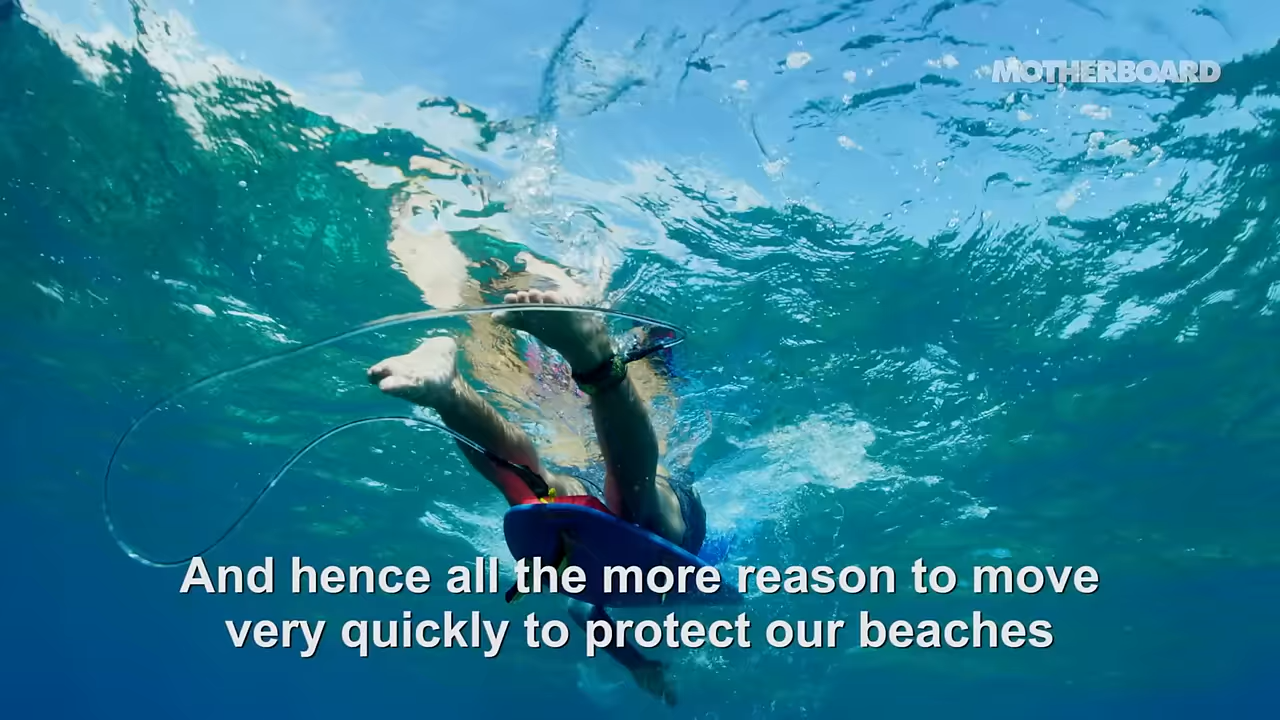 MOTHERBOARD
And hence all the more reason to move
very quickly to protect our beaches